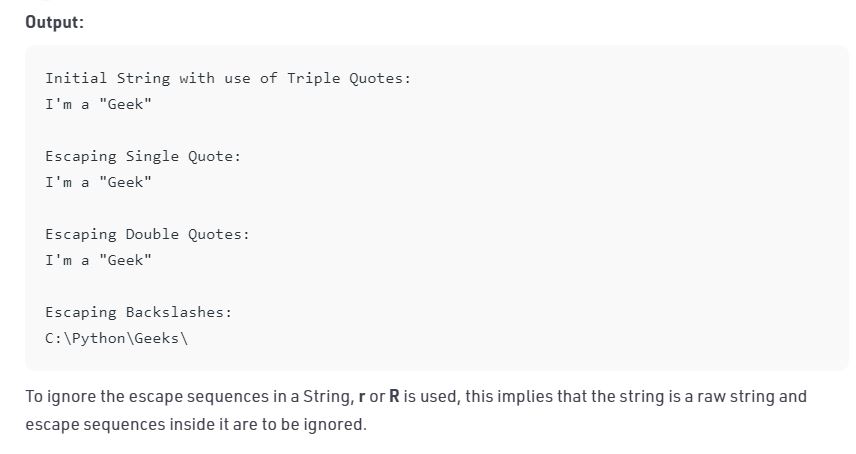 Output:
Initial String with use of Triple Quotes:
I'm a "Geek"
Escaping Single Quote:
I'm a "Geek"
Escaping Double Quotes:
I'm a "Geek"
Escaping Backslashes:
C:\Python\Geeks\
To ignore the escape sequences in a String, r or R is used, this implies that the string is a raw string and
escape sequences inside it are to be ignored.